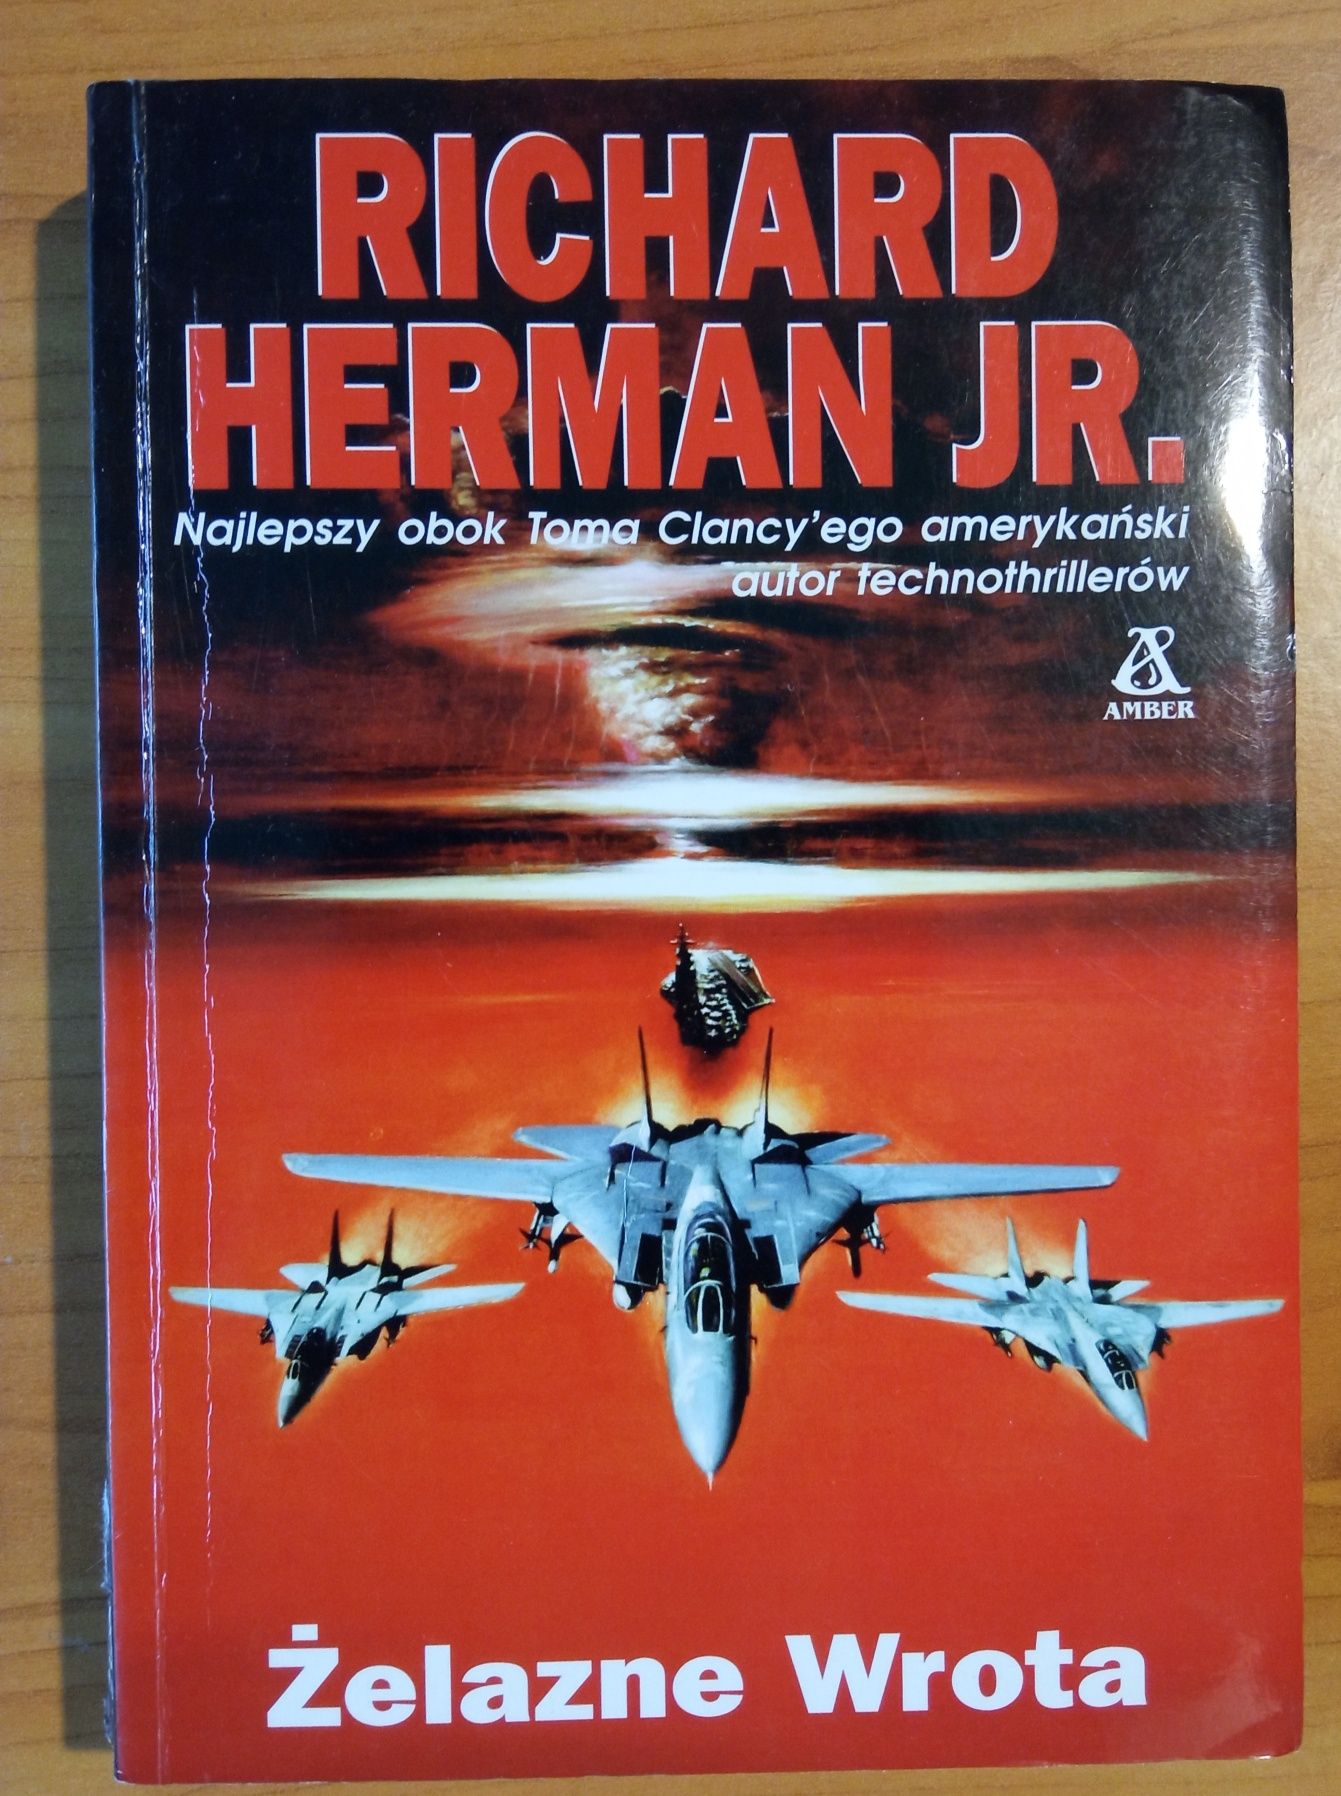 RICHARD
HERMAN JR.
Najlepszy obok Toma Clancy'ego amerykański
autor technothrillerów
AMBER
Żelazne Wrota